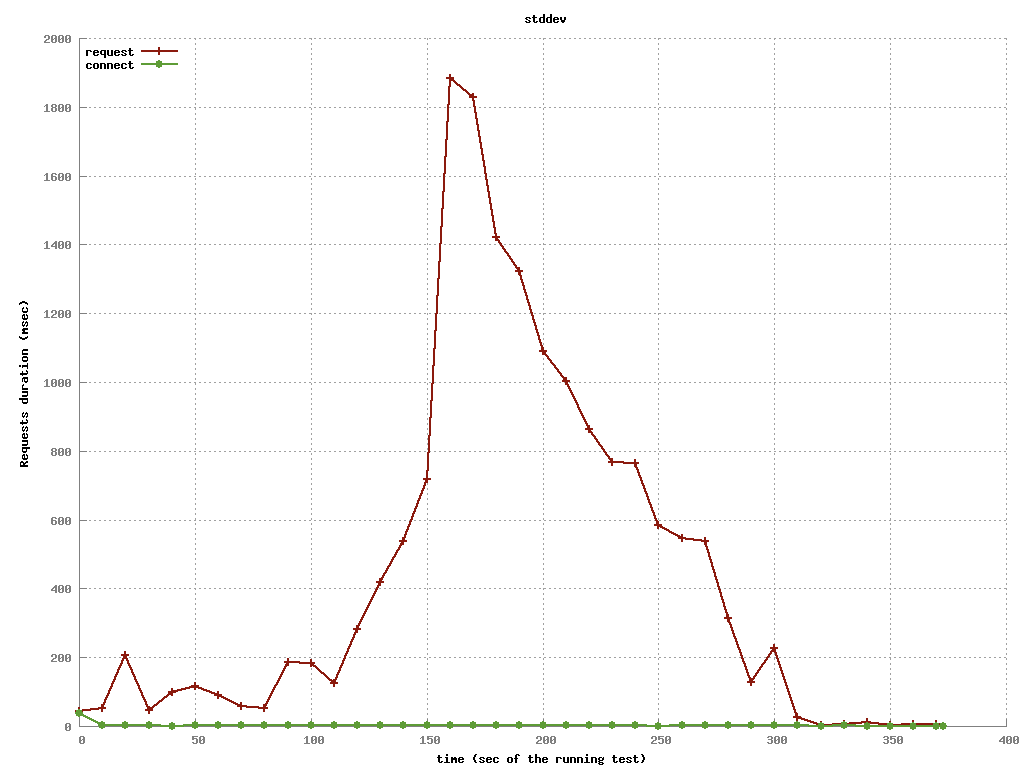 stddev
2000
request
connect
1800
1600
1400
1200
1000
800
600
400
200
0
Requests duration (msec)
0 50 100 150 200 250 300 350 400
time (sec of the running test)